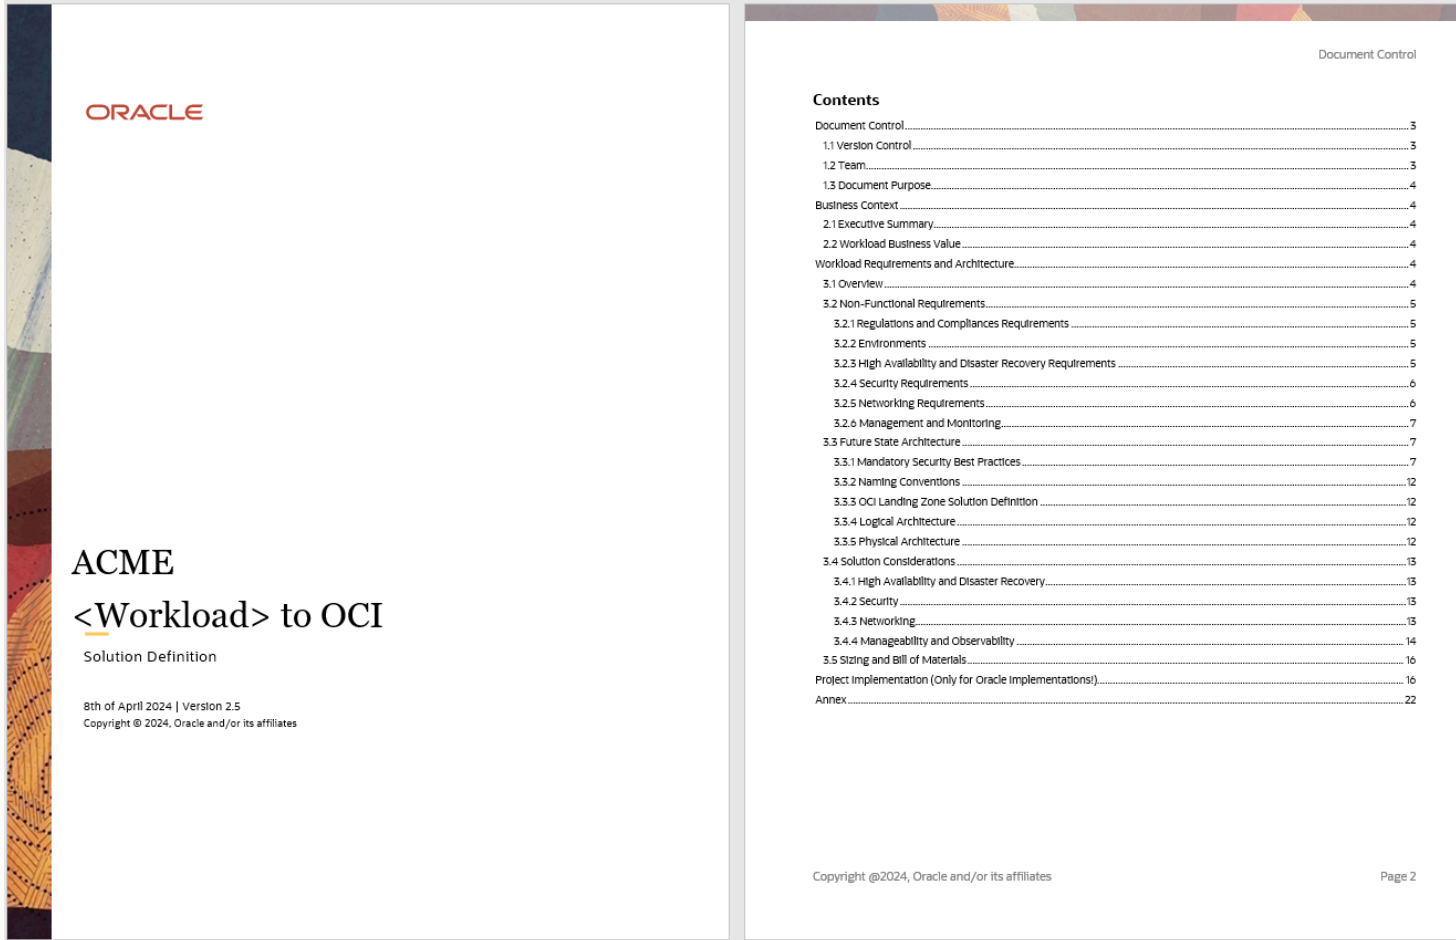 ORACLE
ACME
<Workload> to OCI
Solution Definition
8th of April 2024 | Version 2.5
Copyright © 2024, Oracle and/or its affiliates
Document Control
Contents
Document Control 3
1.1 Version Control 3
1.2 Team 3
1.3 Document Purpose 4
Business Context 4
2.1 Executive Summary 4
2.2 Workload Business Value 4
Workload Requirements and Architecture 4
3.1 Overview 4
3.2 Non-Functional Requirements 5
3.2.1 Regulations and Compliances Requirements 5
3.2.2 Environments 5
3.2.3 High Availability and Disaster Recovery Requirements 5
3.2.4 Security Requirements 6
3.2.5 Networking Requirements 6
3.2.6 Management and Monitoring 7
3.3 Future State Architecture 7
3.3.1 Mandatory Security Best Practices 7
3.3.2 Naming Conventions 12
3.3.3 OCI Landing Zone Solution Definition 12
3.3.4 Logical Architecture 12
3.3.5 Physical Architecture 12
3.4 Solution Considerations 13
3.4.1 High Availability and Disaster Recovery 13
3.4.2 Security 13
3.4.3 Networking 13
3.4.4 Manageability and Observability 14
3.5 Sizing and Bill of Materials 16
Project Implementation (Only for Oracle Implementations!) 16
Annex 22
Copyright @2024, Oracle and/or its affiliates Page 2